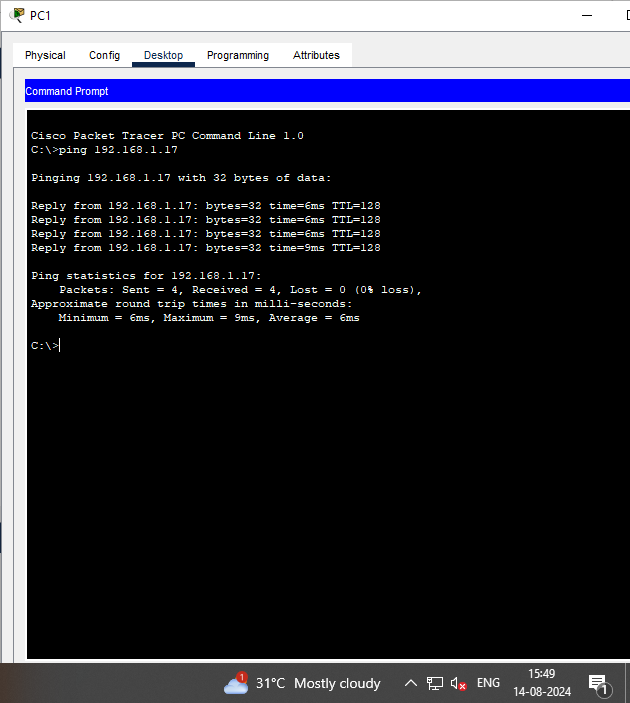 PC1
Physical Config Desktop Programming Attributes
Command Prompt
Cisco Packet Tracer PC Command Line 1.0
C:\>ping 192.168.1.17
Pinging 192.168.1.17 with 32 bytes of data:
Reply from 192.168.1.17: bytes=32 time=6ms TTL=128
Reply from 192.168.1.17: bytes=32 time=6ms TTL=128
Reply from 192.168.1.17: bytes=32 time=6ms TTL=128
Reply from 192.168.1.17: bytes=32 time=9ms TTL=128
Ping statistics for 192.168.1.17:
Packets: Sent = 4, Received = 4, Lost = 0 (0% loss),
Approximate round trip times in milli-seconds:
Minimum = 6ms, Maximum = 9ms, Average = 6ms
C:\>
1
31°C Mostly cloudy
ENG
15:49
14-08-2024
1